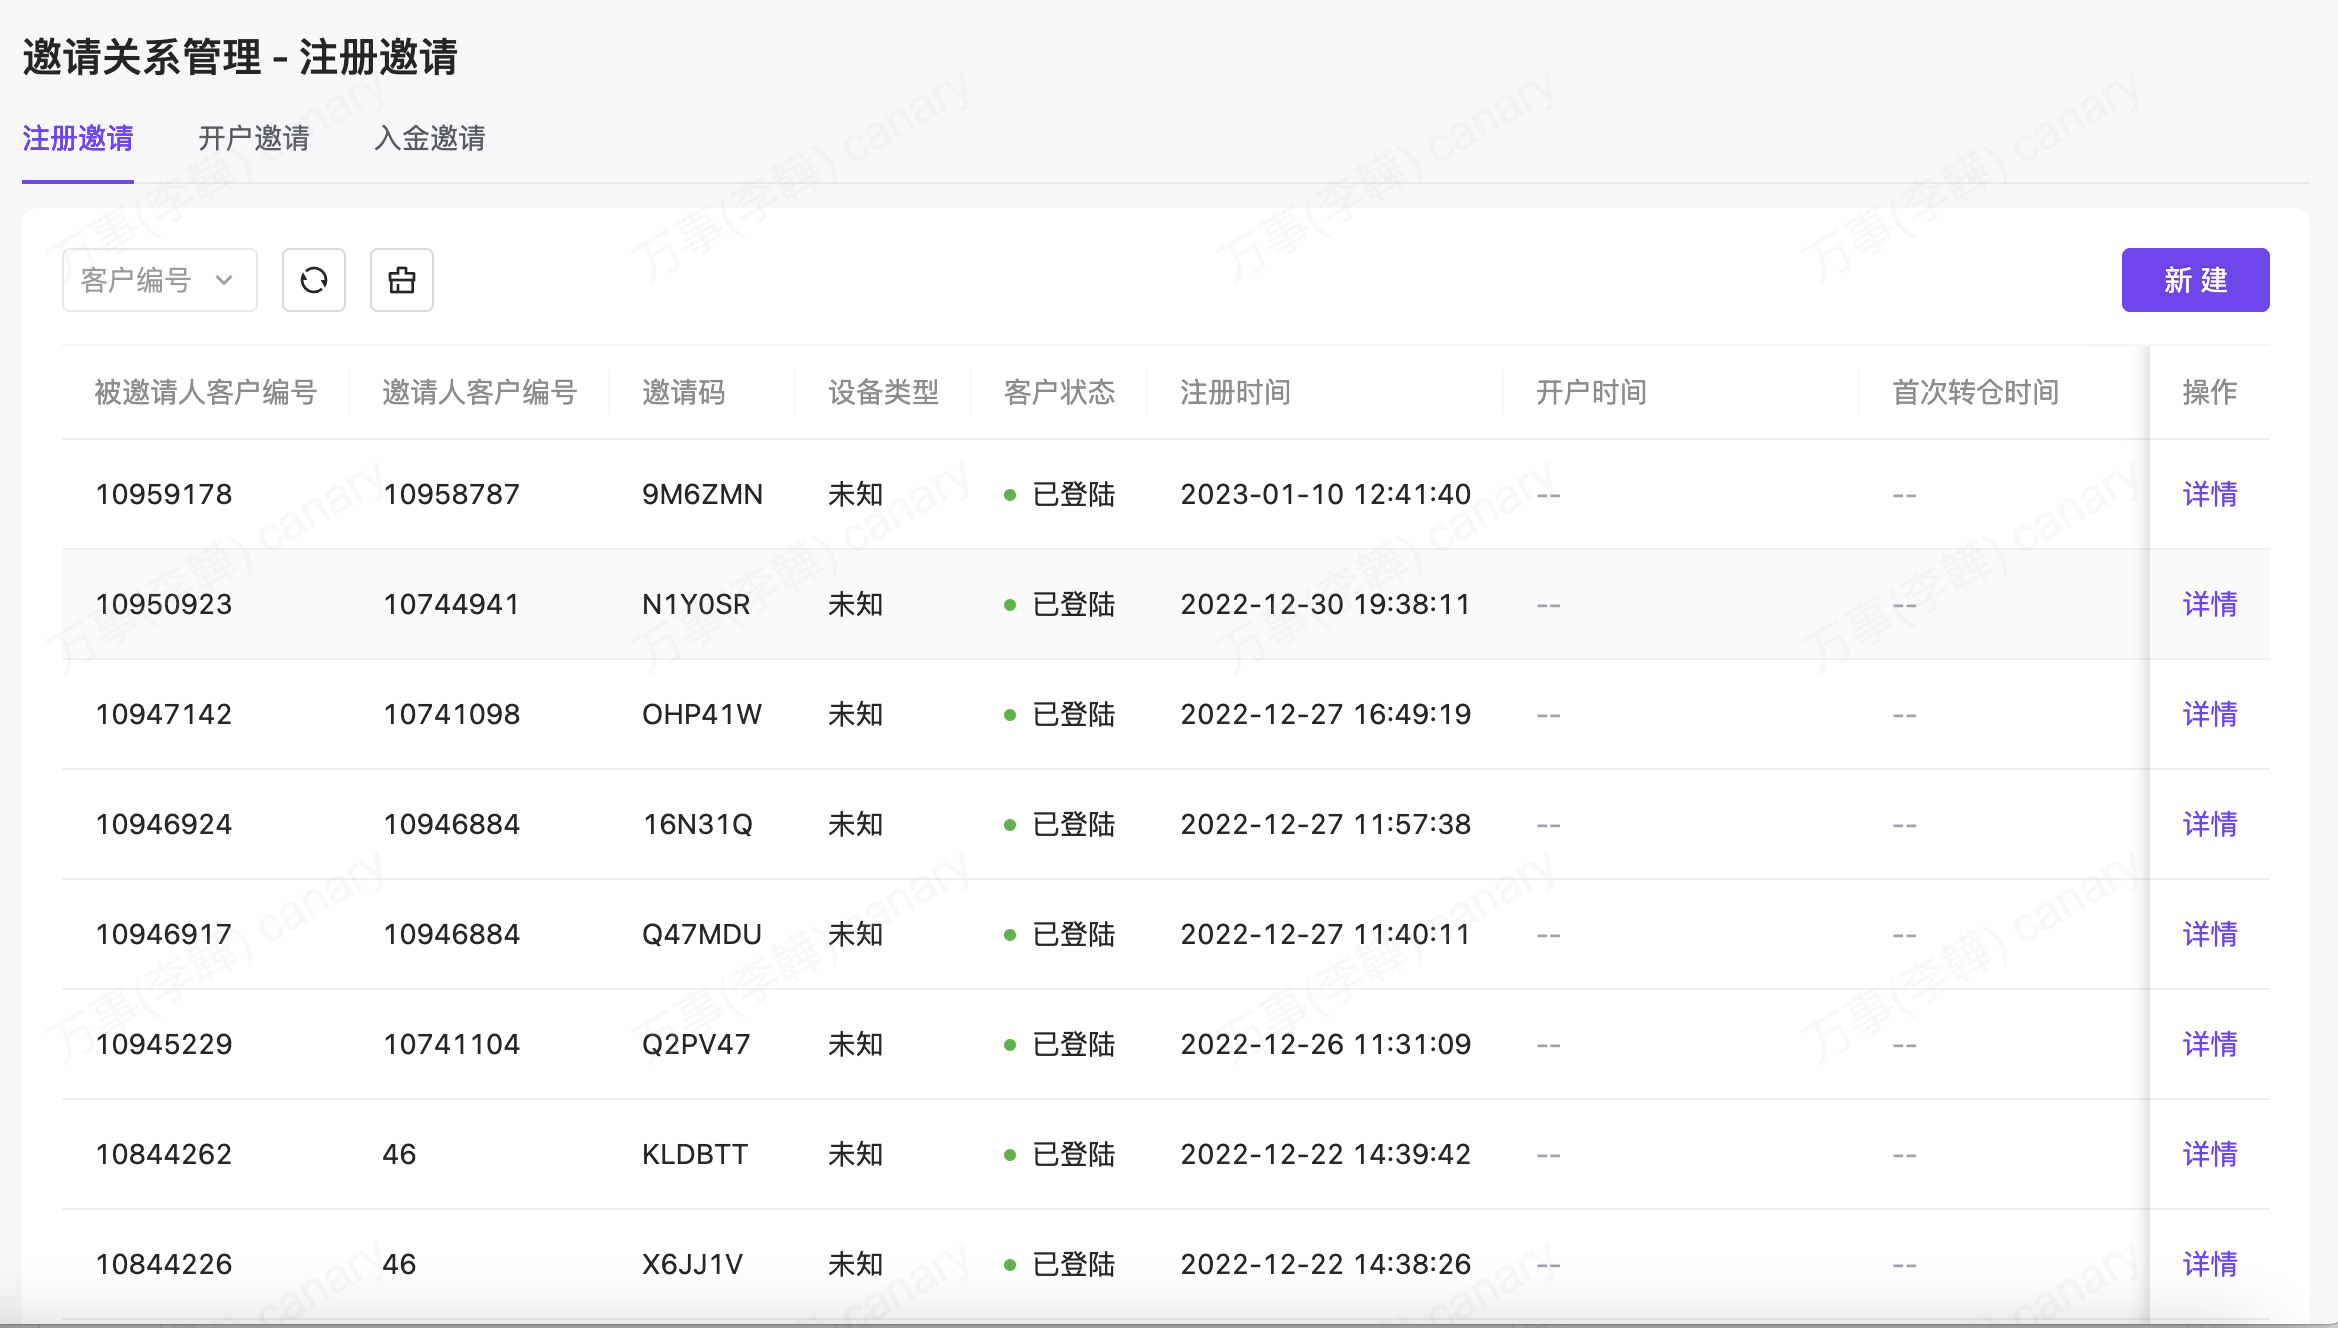 邀请关系管理 - 注册邀请
注册邀请 开户邀请 入金邀请
客户编号 新 建
被邀请人客户编号 邀请人客户编号 邀请码 设备类型 客户状态 注册时间 开户时间 首次转仓时间 操作
10959178 10958787 9M6ZMN 未知 已登陆 2023-01-10 12:41:40 -- -- 详情
10950923 10744941 N1Y0SR 未知 已登陆 2022-12-30 19:38:11 -- -- 详情
10947142 10741098 OHP41W 未知 已登陆 2022-12-27 16:49:19 -- -- 详情
10946924 10946884 16N31Q 未知 已登陆 2022-12-27 11:57:38 -- -- 详情
10946917 10946884 Q47MDU 未知 已登陆 2022-12-27 11:40:11 -- -- 详情
10945229 10741104 Q2PV47 未知 已登陆 2022-12-26 11:31:09 -- -- 详情
10844262 46 KLDBTT 未知 已登陆 2022-12-22 14:39:42 -- -- 详情
10844226 46 X6JJ1V 未知 已登陆 2022-12-22 14:38:26 -- -- 详情